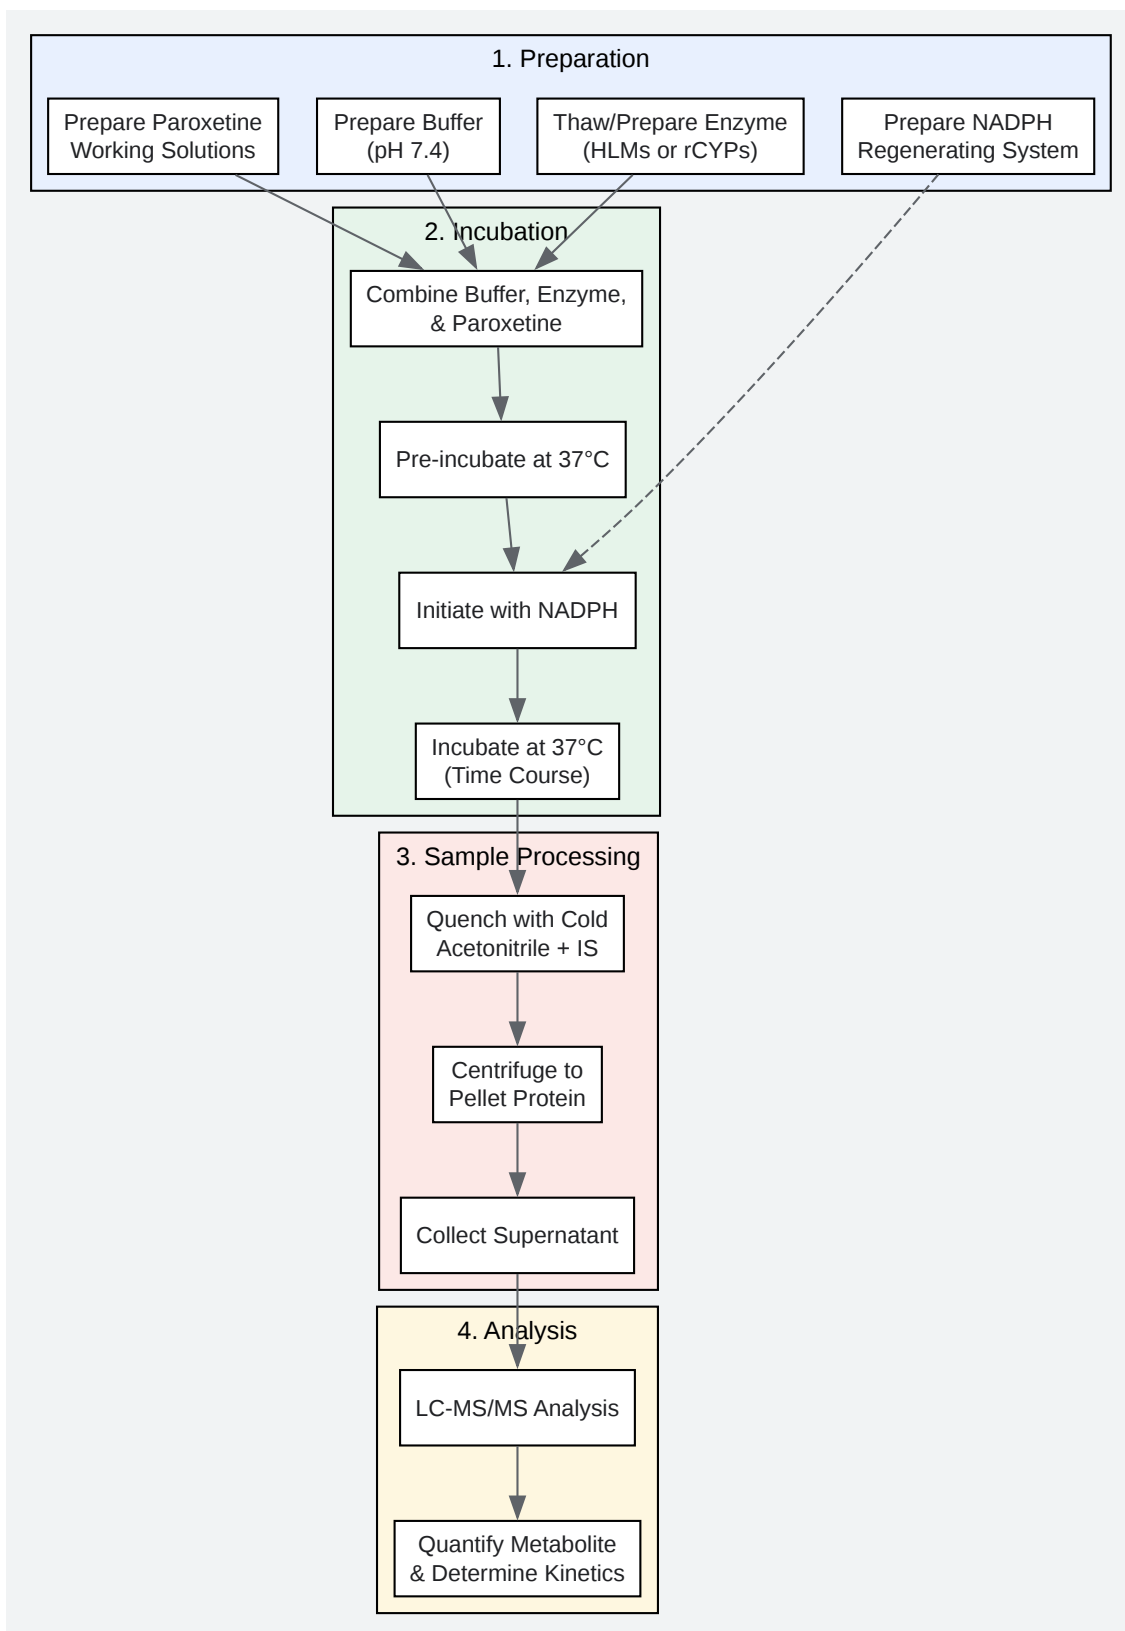 1. Preparation
Prepare Paroxetine
Working Solutions
Prepare Buffer
(pH 7.4)
Thaw/Prepare Enzyme
(HLMs or rCYPs)
Prepare NADPH
Regenerating System
2. Incubation
Combine Buffer, Enzyme,
& Paroxetine
Pre-incubate at 37°C
Initiate with NADPH
Incubate at 37°C
(Time Course)
3. Sample Processing
Quench with Cold
Acetonitrile + IS
Centrifuge to
Pellet Protein
Collect Supernatant
4. Analysis
LC-MS/MS Analysis
Quantify Metabolite
& Determine Kinetics